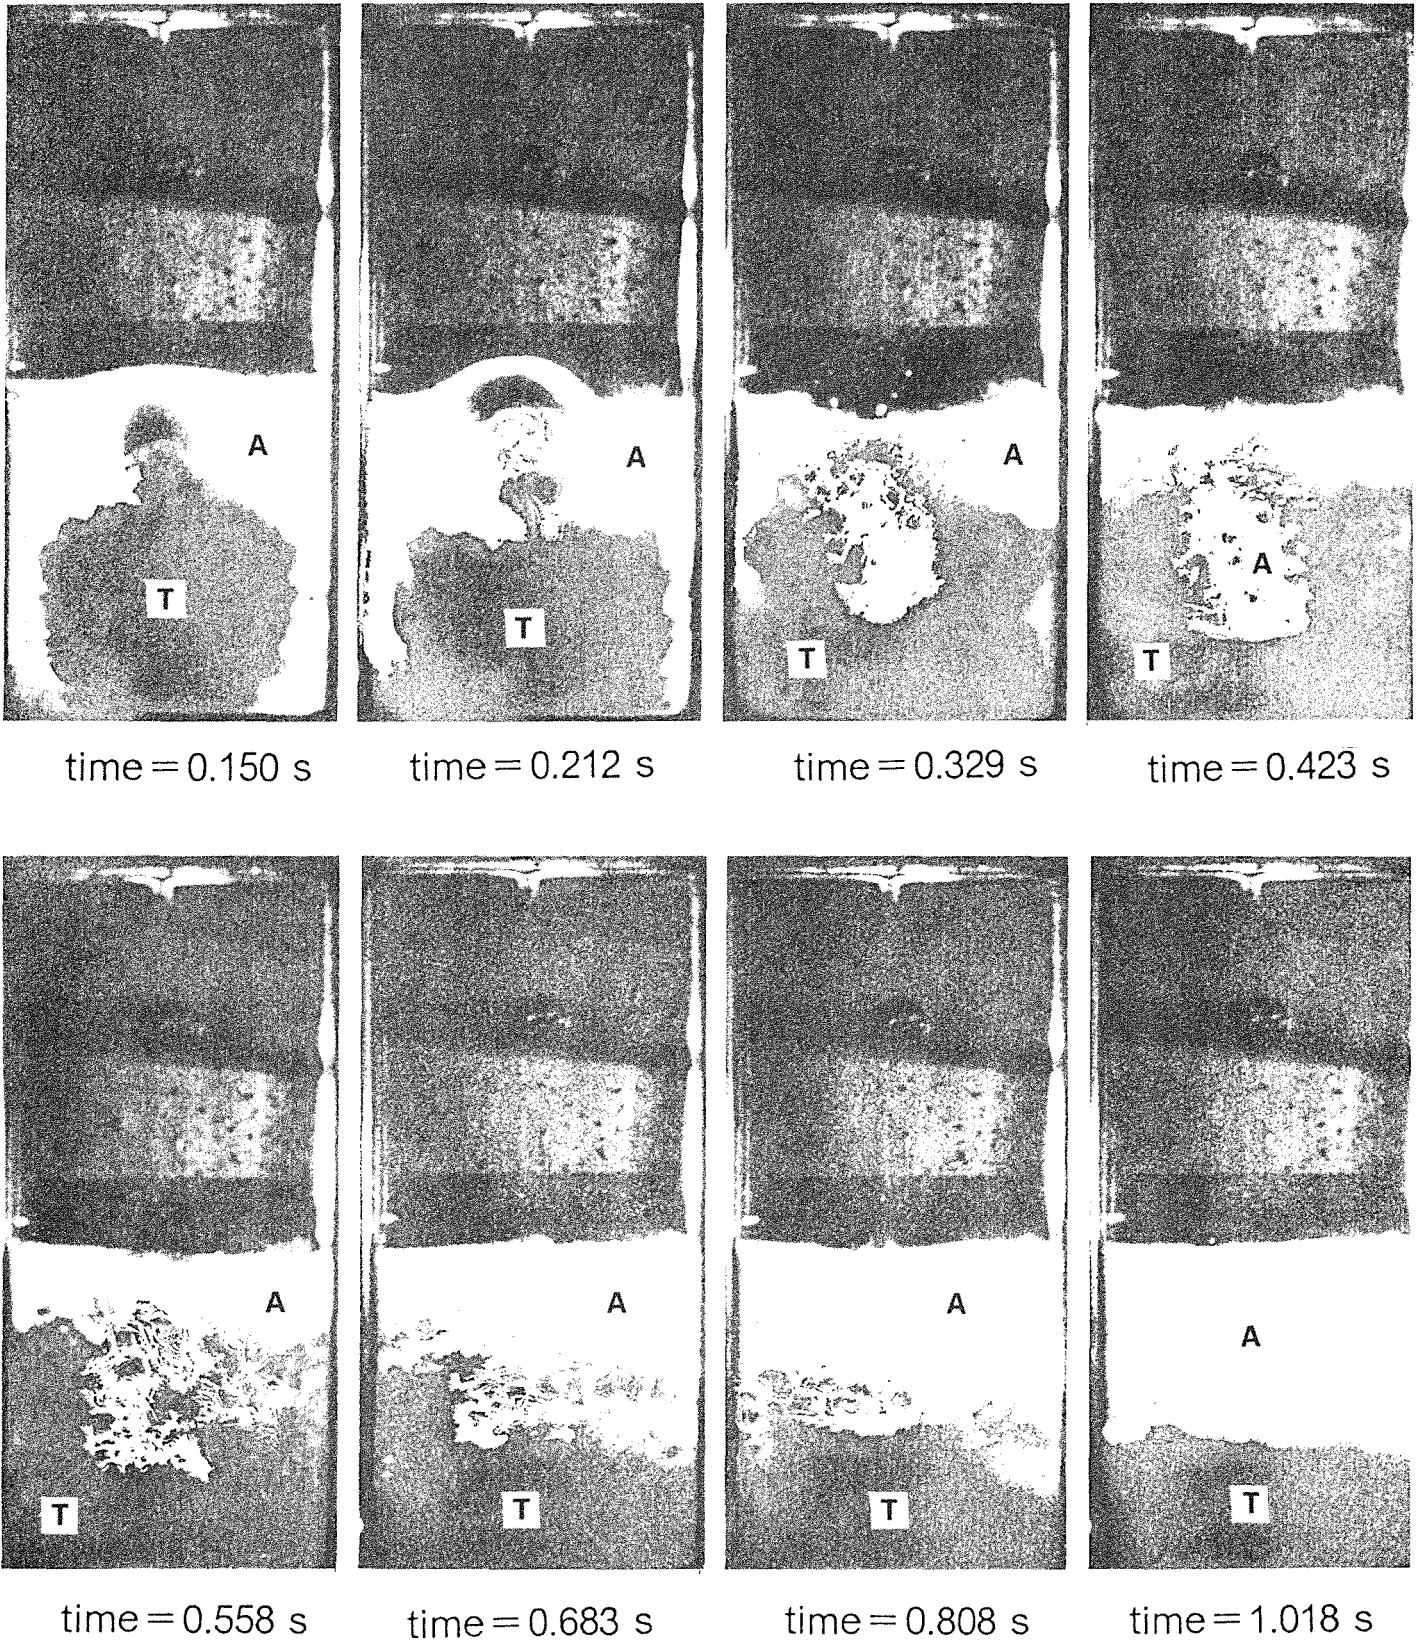 A
T
A
T
A
T
A
T
time = 0.150 s
time = 0.212 s
time = 0.329 s
time = 0.423 s
A
T
A
T
A
T
A
T
time = 0.558 s
time = 0.683 s
time = 0.808 s
time = 1.018 s